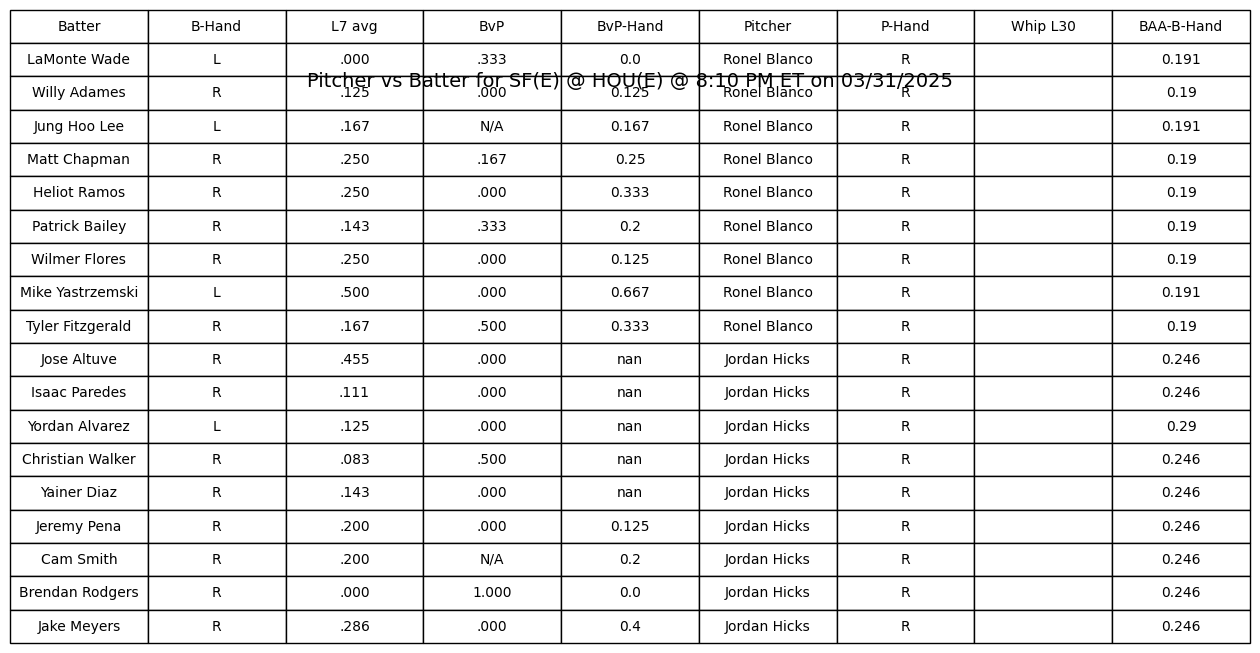 Batter B-Hand L7 avg BvP BvP-Hand Pitcher P-Hand Whip L30 BAA-B-Hand
LaMonte Wade L .000 .333 0.0 Ronel Blanco R 0.191
Pitcher vs Batter for SF(E) @ HOU(E) @ 8:10 PM ET on 03/31/2025
Willy Adames R .125 .000 0.125 Ronel Blanco R 0.19
Jung Hoo Lee L .167 N/A 0.167 Ronel Blanco R 0.191
Matt Chapman R .250 .167 0.25 Ronel Blanco R 0.19
Heliot Ramos R .250 .000 0.333 Ronel Blanco R 0.19
Patrick Bailey R .143 .333 0.2 Ronel Blanco R 0.19
Wilmer Flores R .250 .000 0.125 Ronel Blanco R 0.19
Mike Yastrzemski L .500 .000 0.667 Ronel Blanco R 0.191
Tyler Fitzgerald R .167 .500 0.333 Ronel Blanco R 0.19
Jose Altuve R .455 .000 nan Jordan Hicks R 0.246
Isaac Paredes R .111 .000 nan Jordan Hicks R 0.246
Yordan Alvarez L .125 .000 nan Jordan Hicks R 0.29
Christian Walker R .083 .500 nan Jordan Hicks R 0.246
Yainer Diaz R .143 .000 nan Jordan Hicks R 0.246
Jeremy Pena R .200 .000 0.125 Jordan Hicks R 0.246
Cam Smith R .200 N/A 0.2 Jordan Hicks R 0.246
Brendan Rodgers R .000 1.000 0.0 Jordan Hicks R 0.246
Jake Meyers R .286 .000 0.4 Jordan Hicks R 0.246